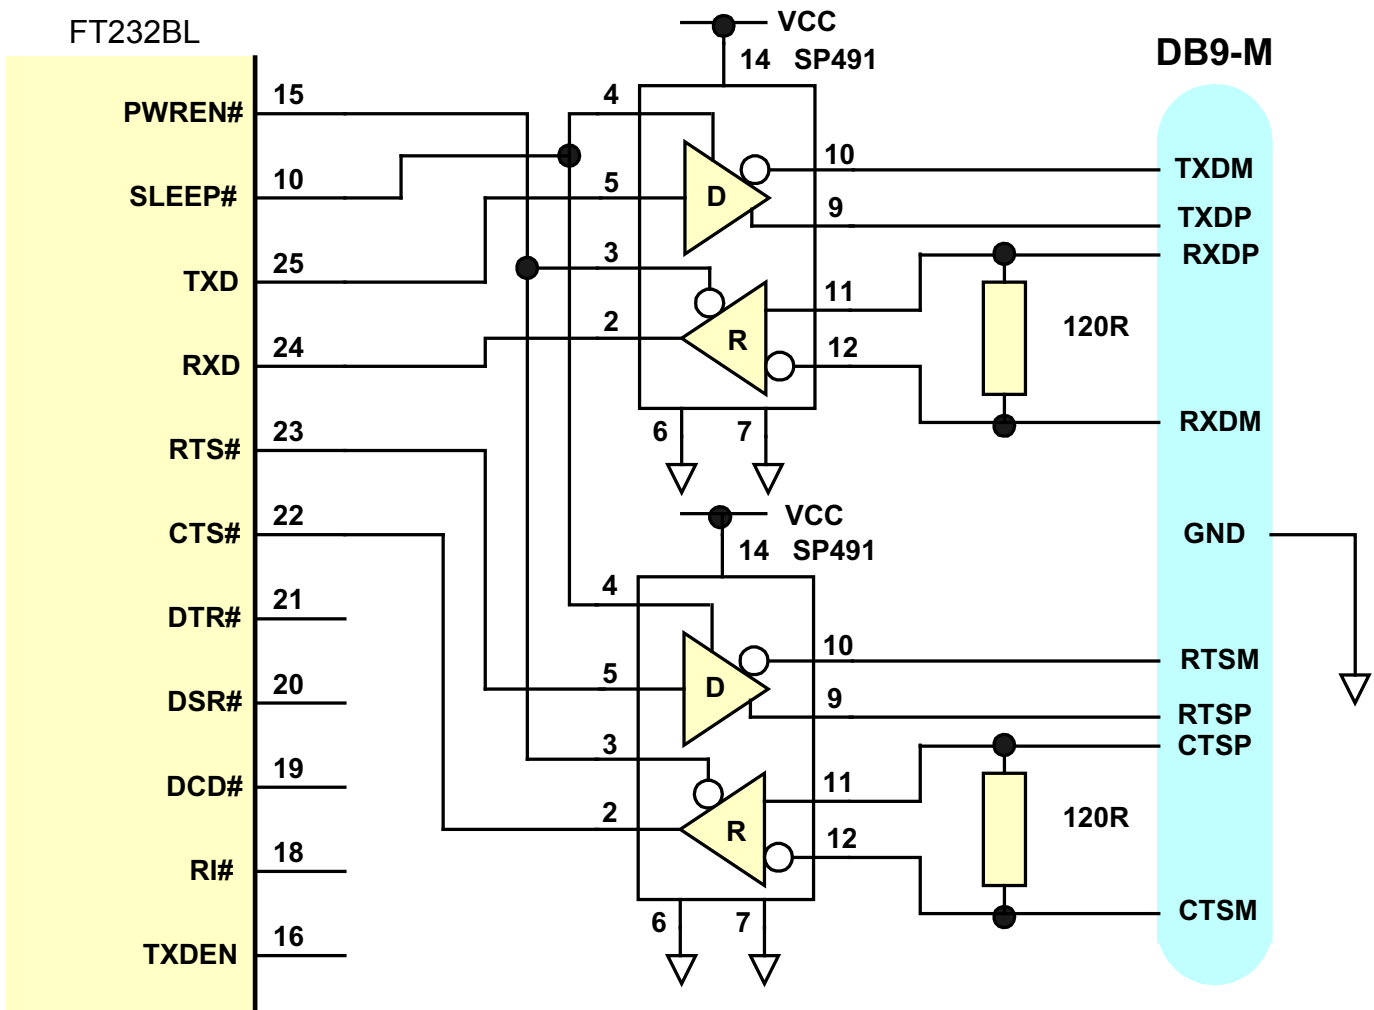 FT232BL
VCC
14 SP491
DB9-M
PWREN# 15
SLEEP# 10
TXD 25
RXD 24
RTS# 23
CTS# 22
DTR# 21
DSR# 20
DCD# 19
RI# 18
TXDEN 16
4
5
3
2
D
R
10
9
11
12
6
7
TXDM
TXDP
RXDP
120R
RXDM
GND
VCC
14 SP491
4
5
3
2
D
R
10
9
11
12
6
7
RTSM
RTSP
CTSP
120R
CTSM